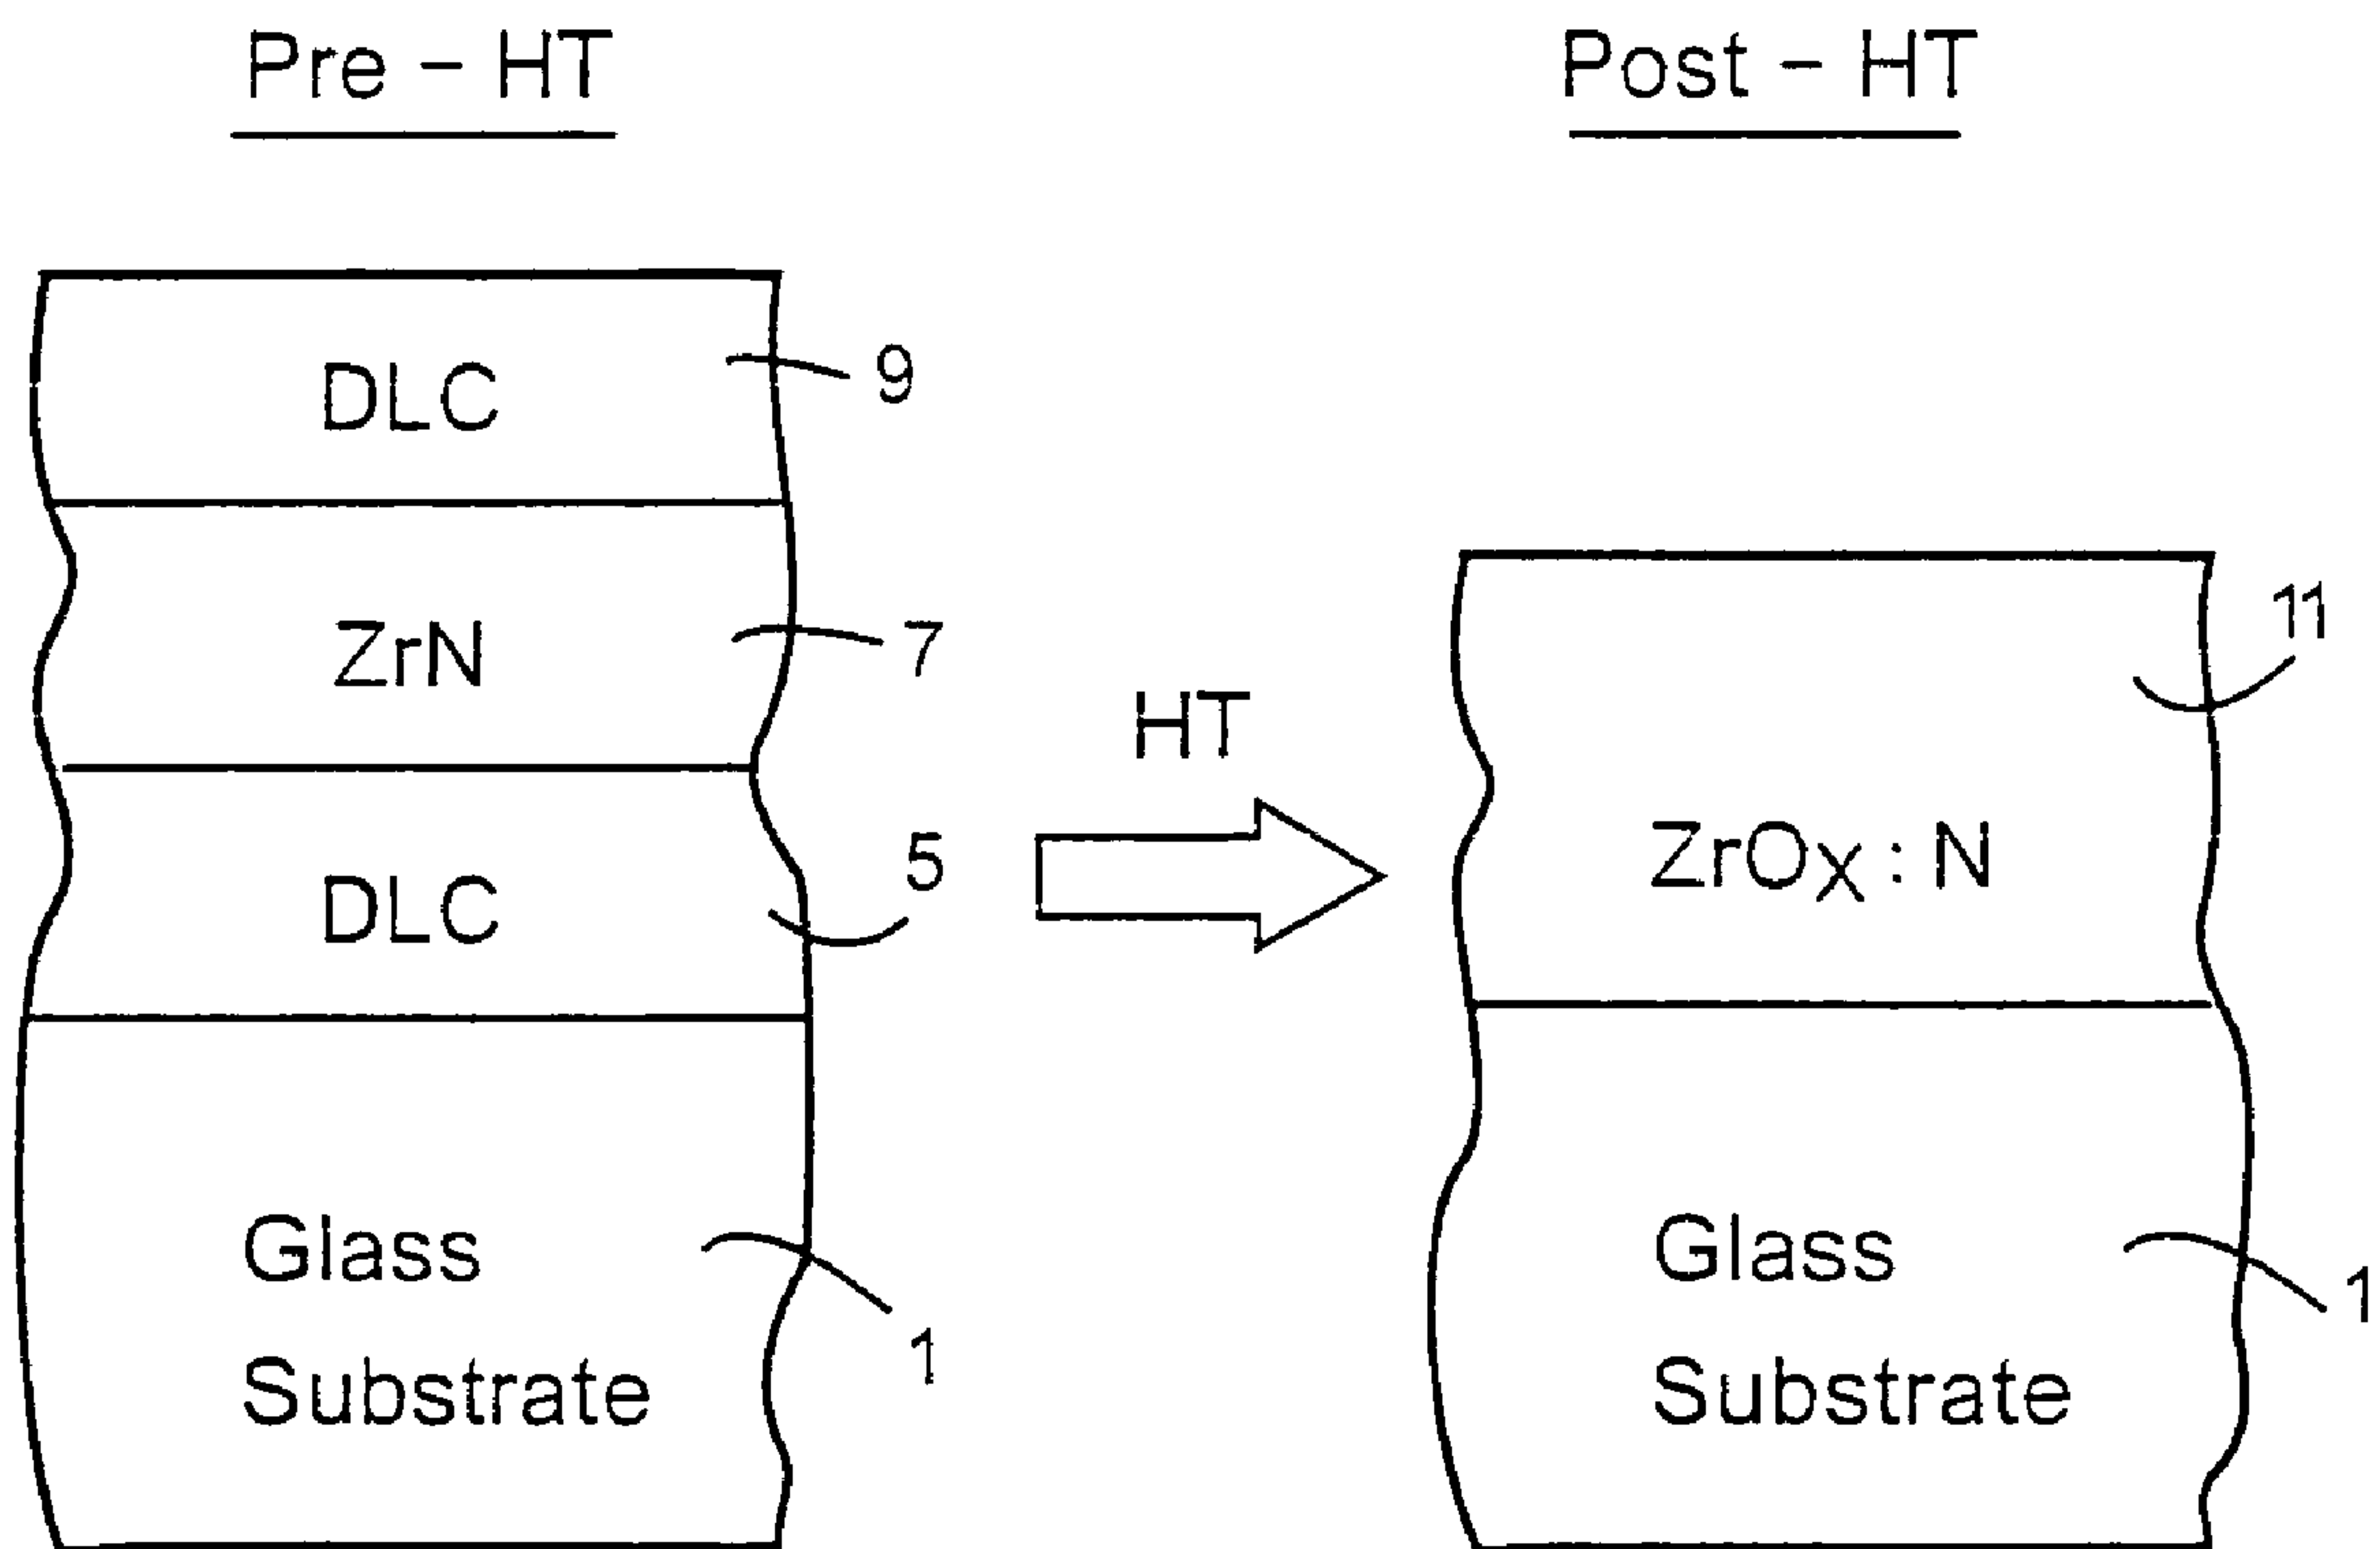 Pre – HT
Post – HT
DLC
9
ZrN
7
DLC
5
Glass
Substrate
1
HT
11
ZrOx : N
Glass
Substrate
1